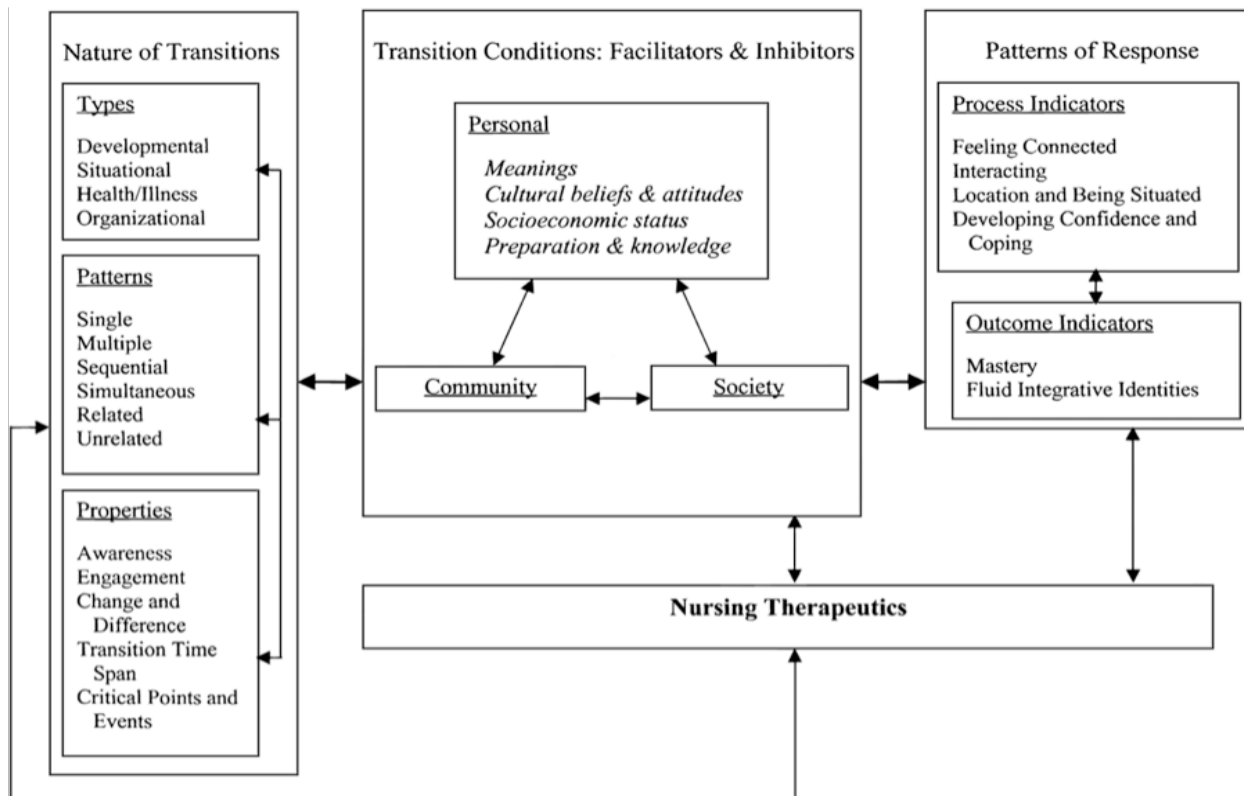 Nature of Transitions
Types
Developmental
Situational
Health/Illness
Organizational
Patterns
Single
Multiple
Sequential
Simultaneous
Related
Unrelated
Properties
Awareness
Engagement
Change and
Difference
Transition Time
Span
Critical Points and
Events
Transition Conditions: Facilitators & Inhibitors
Personal
Meanings
Cultural beliefs & attitudes
Socioeconomic status
Preparation & knowledge
Community
Society
Patterns of Response
Process Indicators
Feeling Connected
Interacting
Location and Being Situated
Developing Confidence and
Coping
Outcome Indicators
Mastery
Fluid Integrative Identities
Nursing Therapeutics